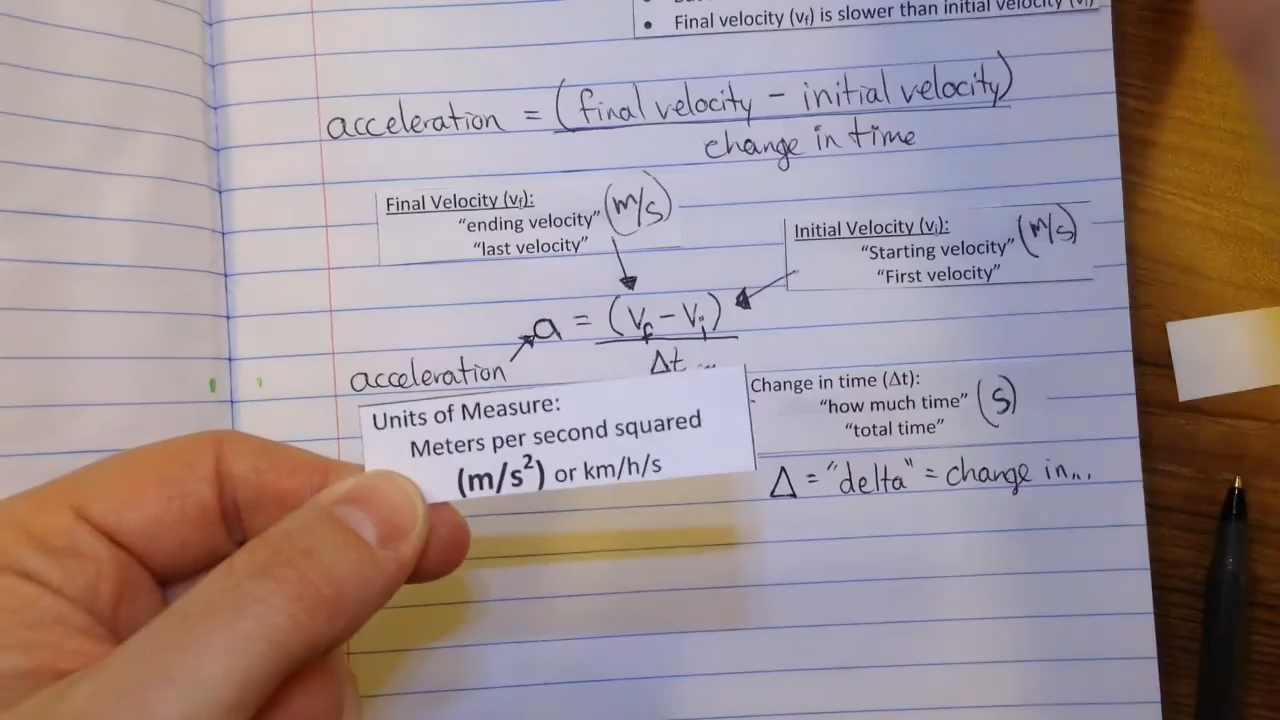 • Final velocity (vf) is slower than initial velocity (vi)
acceleration = (final velocity - initial velocity)
change in time
Final Velocity (vf): (m/s)
"ending velocity"
"last velocity"
Initial Velocity (vi): (m/s)
"Starting velocity"
"First velocity"
a = (vf - vi)
Δt
acceleration
Units of Measure:
Meters per second squared
(m/s²) or km/h/s
Change in time (Δt):
"how much time" (s)
"total time"
Δ = "delta" = change in...